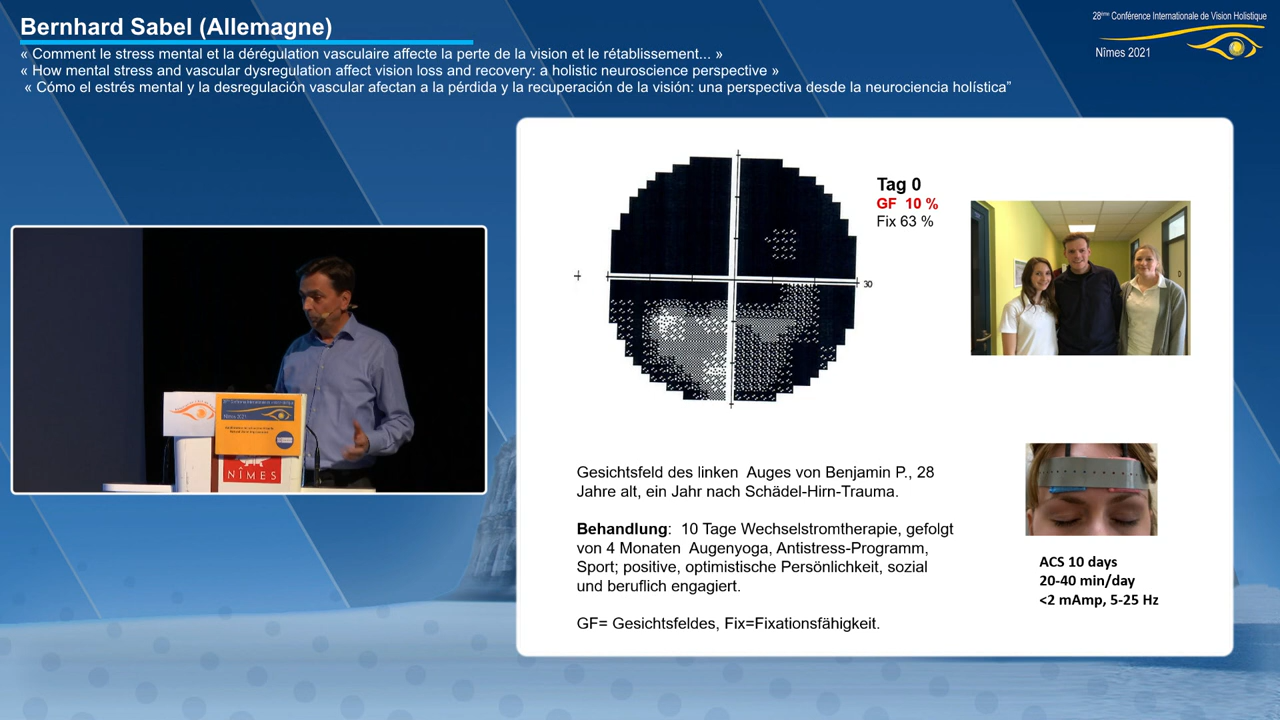 Bernhard Sabel (Allemagne)
« Comment le stress mental et la dérégulation vasculaire affecte la perte de la vision et le rétablissement... »
« How mental stress and vascular dysregulation affect vision loss and recovery: a holistic neuroscience perspective »
« Cómo el estrés mental y la desregulación vascular afectan a la pérdida y la recuperación de la visión: una perspectiva desde la neurociencia holística”
28ème Conférence Internationale de Vision Holistique
Nîmes 2021
Tag 0
GF 10 %
Fix 63 %
30
Gesichtsfeld des linken Auges von Benjamin P., 28
Jahre alt, ein Jahr nach Schädel-Hirn-Trauma.
Behandlung: 10 Tage Wechselstromtherapie, gefolgt
von 4 Monaten Augenyoga, Antistress-Programm,
Sport; positive, optimistische Persönlichkeit, sozial
und beruflich engagiert.
GF= Gesichtsfeldes, Fix=Fixationsfähigkeit.
ACS 10 days
20-40 min/day
<2 mAmp, 5-25 Hz
NÎMES